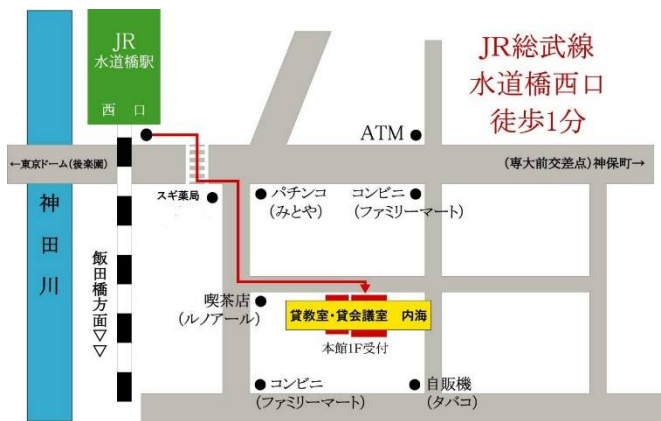 JR
水道橋駅
西 口
JR総武線
水道橋西口
徒歩1分
ATM
←東京ドーム(後楽園)
(専大前交差点)神保町→
スギ薬局
パチンコ
(みとや)
コンビニ
(ファミリーマート)
神田川
飯田橋方面▽▽
喫茶店
(ルノアール)
貸教室・貸会議室 内海
本館1F受付
コンビニ
(ファミリーマート)
自販機
(タバコ)